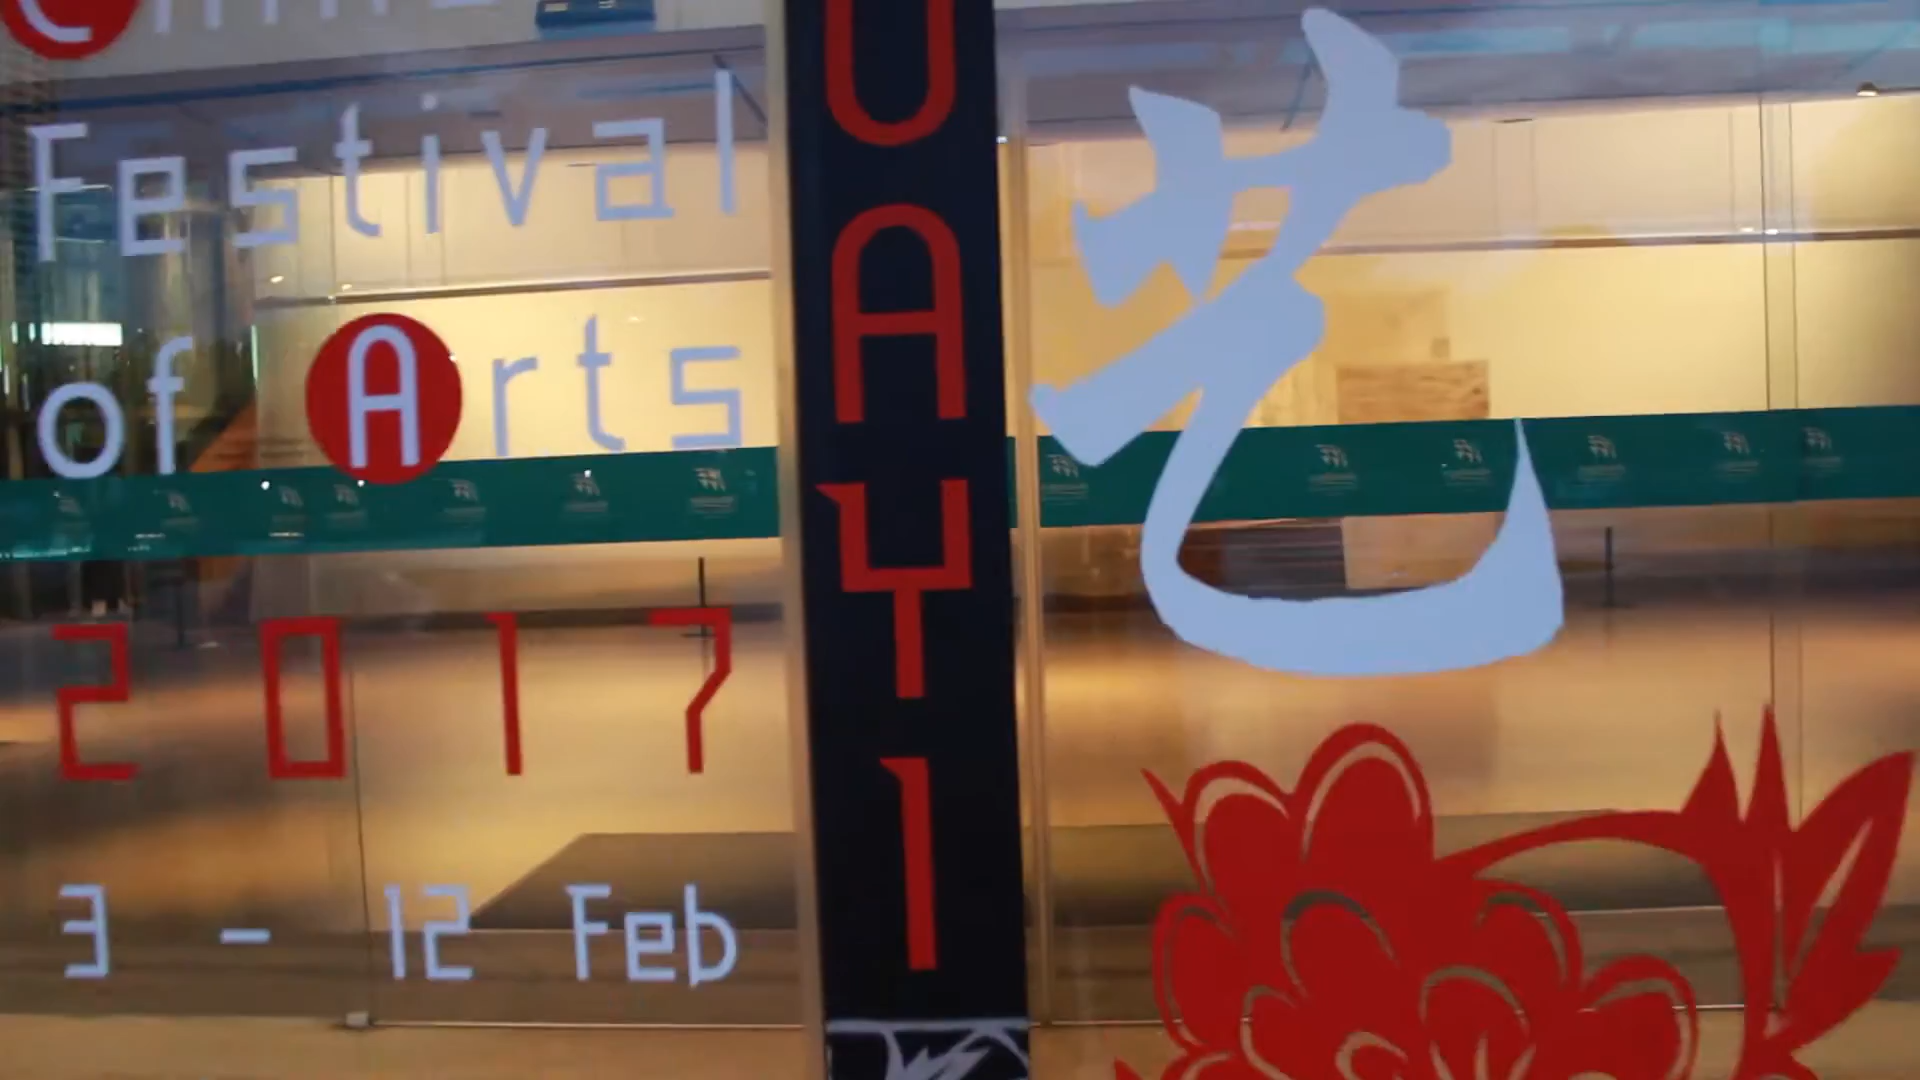 Festival
of Arts
2017
3 - 12 Feb
UAYI
艺